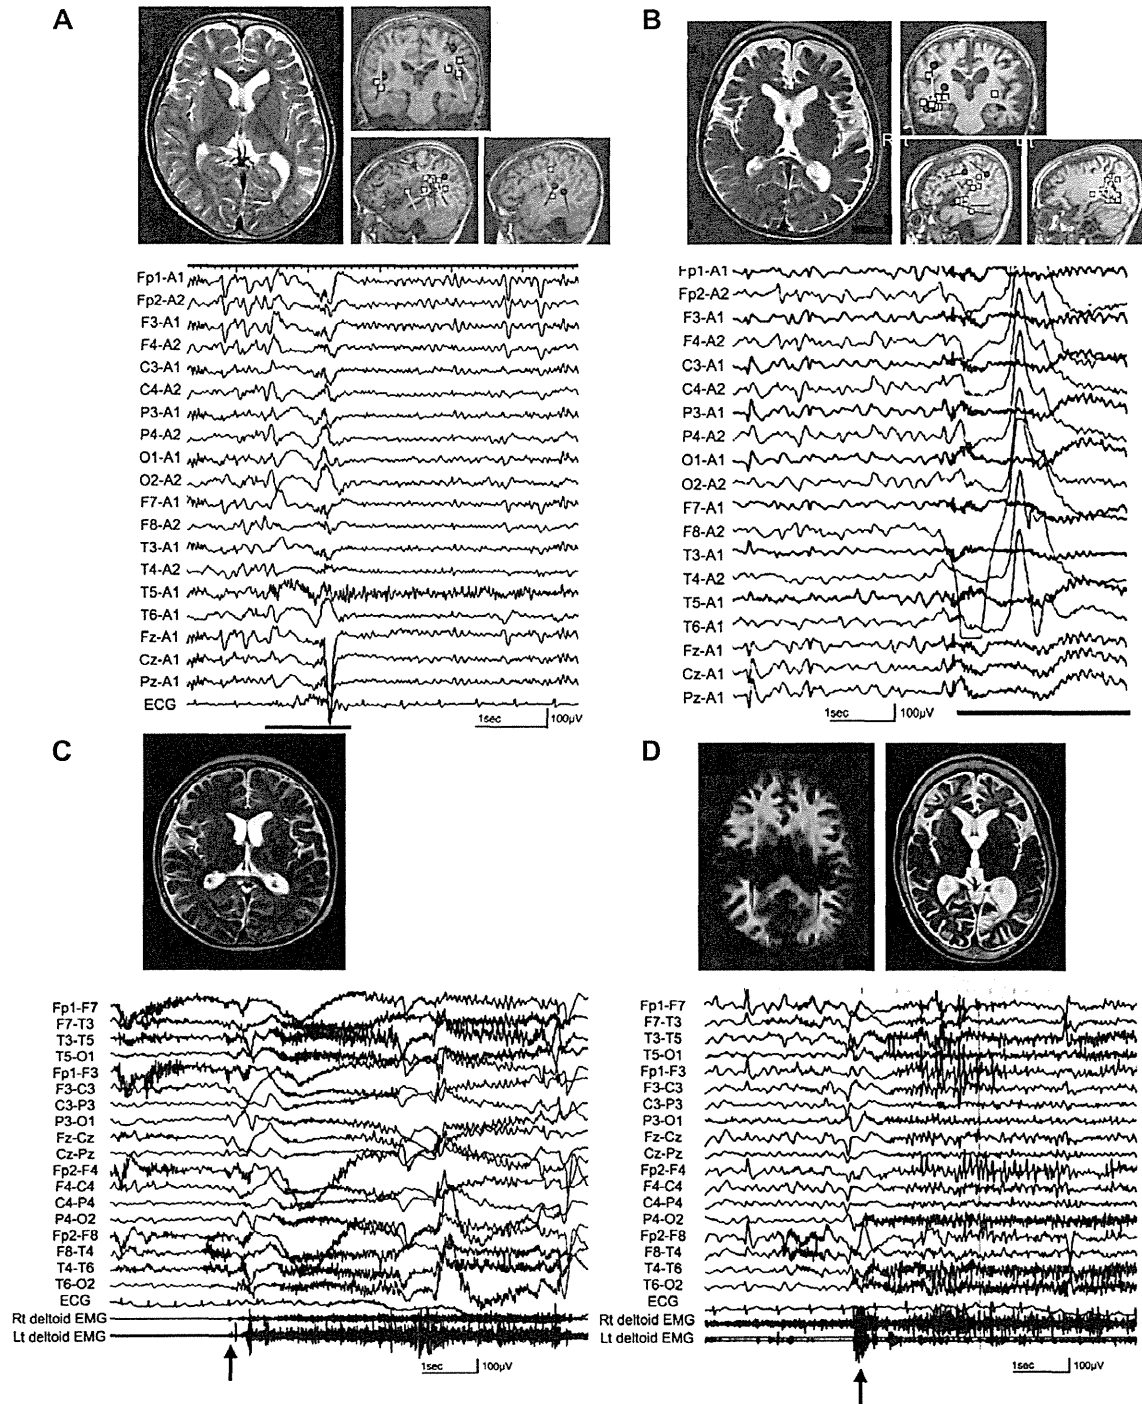 A
B
R
Fp1-A1
Fp2-A2
F3-A1
F4-A2
C3-A1
C4-A2
P3-A1
P4-A2
O1-A1
O2-A2
F7-A1
F8-A2
T3-A1
T4-A2
T5-A1
T6-A1
Fz-A1
Cz-A1
Pz-A1
ECG
1sec 100μV
Fp1-A1
Fp2-A2
F3-A1
F4-A2
C3-A1
C4-A2
P3-A1
P4-A2
O1-A1
O2-A2
F7-A1
F8-A2
T3-A1
T4-A2
T5-A1
T6-A1
Fz-A1
Cz-A1
Pz-A1
1sec 100μV
C
D
Fp1-F7
F7-T3
T3-T5
T5-O1
Fp1-F3
F3-C3
C3-P3
P3-O1
Fz-Cz
Cz-Pz
Fp2-F4
F4-C4
C4-P4
P4-O2
Fp2-F8
F8-T4
T4-T6
T6-O2
ECG
Rt deltoid EMG
Lt deltoid EMG
1sec 100μV
Fp1-F7
F7-T3
T3-T5
T5-O1
Fp1-F3
F3-C3
C3-P3
P3-O1
Fz-Cz
Cz-Pz
Fp2-F4
F4-C4
C4-P4
P4-O2
Fp2-F8
F8-T4
T4-T6
T6-O2
ECG
Rt deltoid EMG
Lt deltoid EMG
1sec 100μV